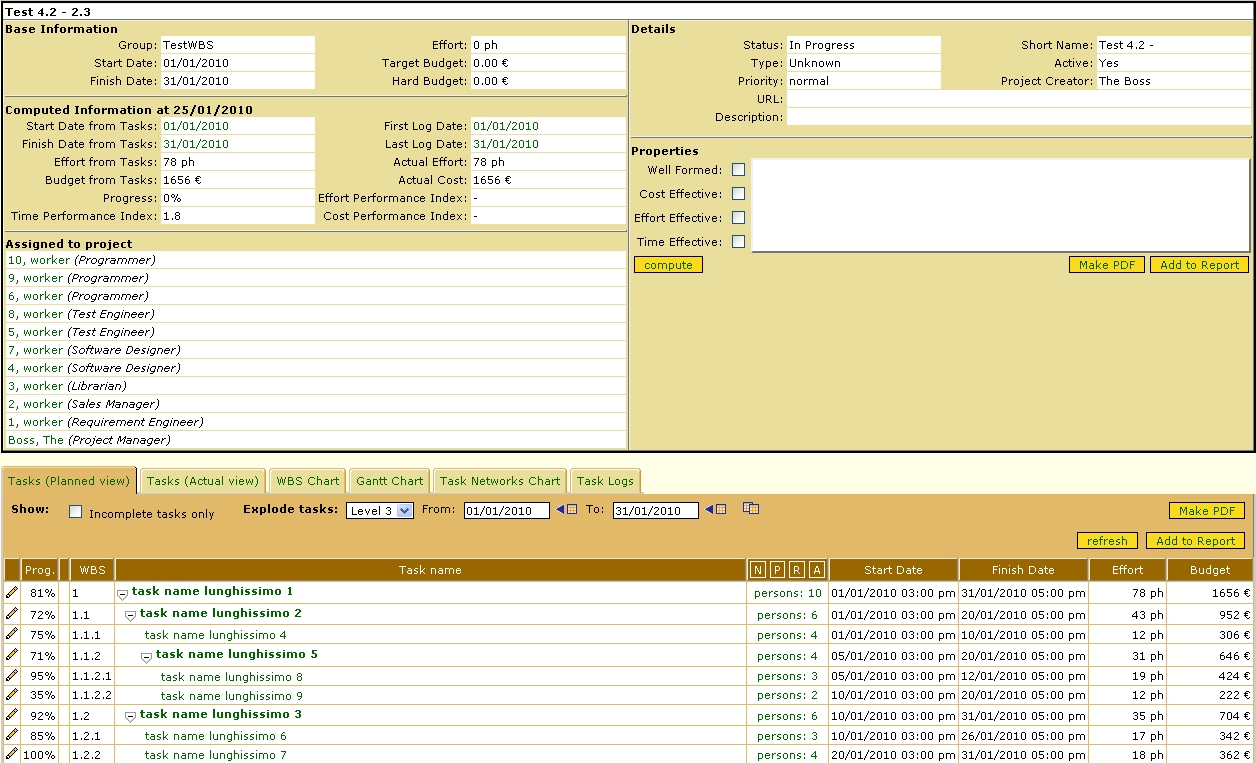 Test 4.2 - 2.3
Base Information
Group: TestWBS Effort: 0 ph
Start Date: 01/01/2010 Target Budget: 0.00 €
Finish Date: 31/01/2010 Hard Budget: 0.00 €
Computed Information at 25/01/2010
Start Date from Tasks: 01/01/2010 First Log Date: 01/01/2010
Finish Date from Tasks: 31/01/2010 Last Log Date: 31/01/2010
Effort from Tasks: 78 ph Actual Effort: 78 ph
Budget from Tasks: 1656 € Actual Cost: 1656 €
Progress: 0% Effort Performance Index: -
Time Performance Index: 1.8 Cost Performance Index: -
Assigned to project
10, worker (Programmer)
9, worker (Programmer)
6, worker (Programmer)
8, worker (Test Engineer)
5, worker (Test Engineer)
7, worker (Software Designer)
4, worker (Software Designer)
3, worker (Librarian)
2, worker (Sales Manager)
1, worker (Requirement Engineer)
Boss, The (Project Manager)
Details
Status: In Progress Short Name: Test 4.2 -
Type: Unknown Active: Yes
Priority: normal Project Creator: The Boss
URL:
Description:
Properties
Well Formed:
Cost Effective:
Effort Effective:
Time Effective:
compute Make PDF Add to Report
Tasks (Planned view) Tasks (Actual view) WBS Chart Gantt Chart Task Networks Chart Task Logs
Show: Incomplete tasks only Explode tasks: Level 3 From: 01/01/2010 To: 31/01/2010 Make PDF
refresh Add to Report
Prog. WBS Task name N P R A Start Date Finish Date Effort Budget
81% 1 task name lunghissimo 1 persons: 10 01/01/2010 03:00 pm 31/01/2010 05:00 pm 78 ph 1656 €
72% 1.1 task name lunghissimo 2 persons: 6 01/01/2010 03:00 pm 20/01/2010 05:00 pm 43 ph 952 €
75% 1.1.1 task name lunghissimo 4 persons: 4 01/01/2010 03:00 pm 10/01/2010 05:00 pm 12 ph 306 €
71% 1.1.2 task name lunghissimo 5 persons: 4 05/01/2010 03:00 pm 20/01/2010 05:00 pm 31 ph 646 €
95% 1.1.2.1 task name lunghissimo 8 persons: 3 05/01/2010 03:00 pm 12/01/2010 05:00 pm 19 ph 424 €
35% 1.1.2.2 task name lunghissimo 9 persons: 2 10/01/2010 03:00 pm 20/01/2010 05:00 pm 12 ph 222 €
92% 1.2 task name lunghissimo 3 persons: 6 10/01/2010 03:00 pm 31/01/2010 05:00 pm 35 ph 704 €
85% 1.2.1 task name lunghissimo 6 persons: 3 10/01/2010 03:00 pm 26/01/2010 05:00 pm 17 ph 342 €
100% 1.2.2 task name lunghissimo 7 persons: 4 20/01/2010 03:00 pm 31/01/2010 05:00 pm 18 ph 362 €